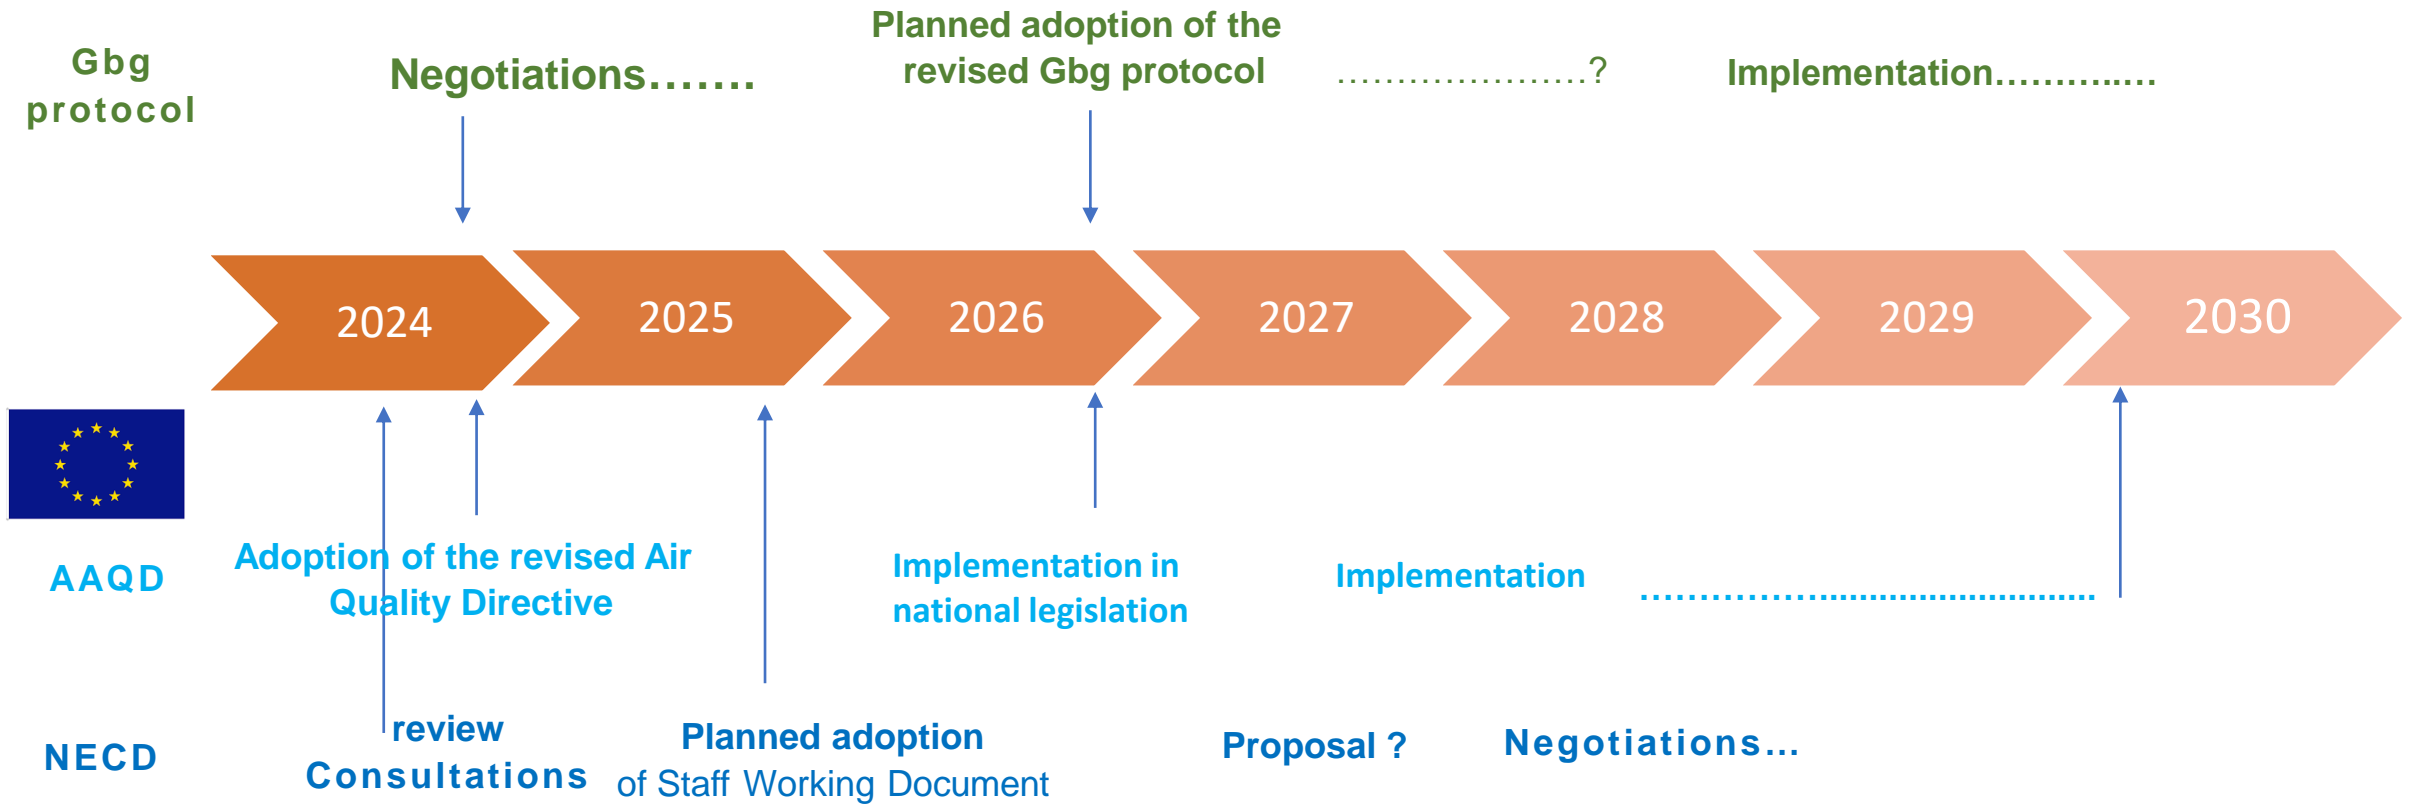 Gbg
protocol
Negotiations…….
Planned adoption of the
revised Gbg protocol
…………………?
Implementation………..…
2024
2025
2026
2027
2028
2029
2030
AAQD
Adoption of the revised Air
Quality Directive
Implementation in
national legislation
Implementation
…………….................................
NECD
review
Consultations
Planned adoption
of Staff Working Document
Proposal ?
Negotiations…